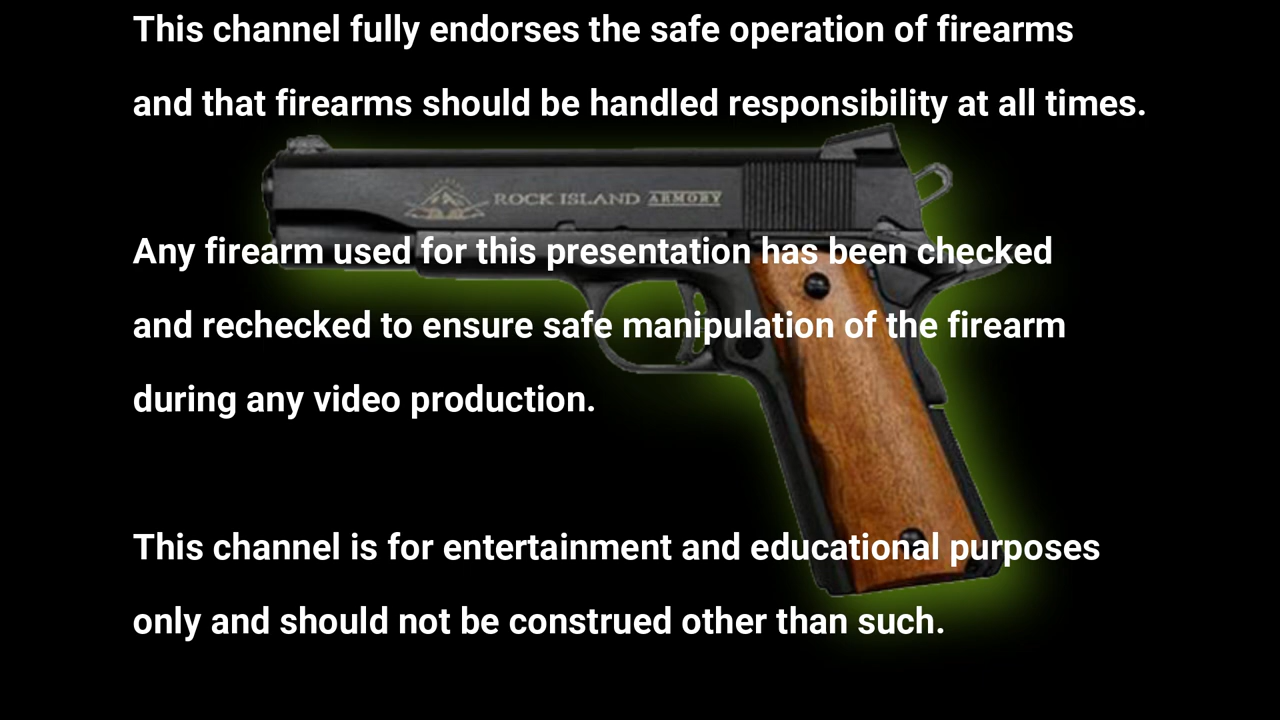 This channel fully endorses the safe operation of firearms
and that firearms should be handled responsibility at all times.
ROCK ISLAND ARMORY
Any firearm used for this presentation has been checked
and rechecked to ensure safe manipulation of the firearm
during any video production.
This channel is for entertainment and educational purposes
only and should not be construed other than such.